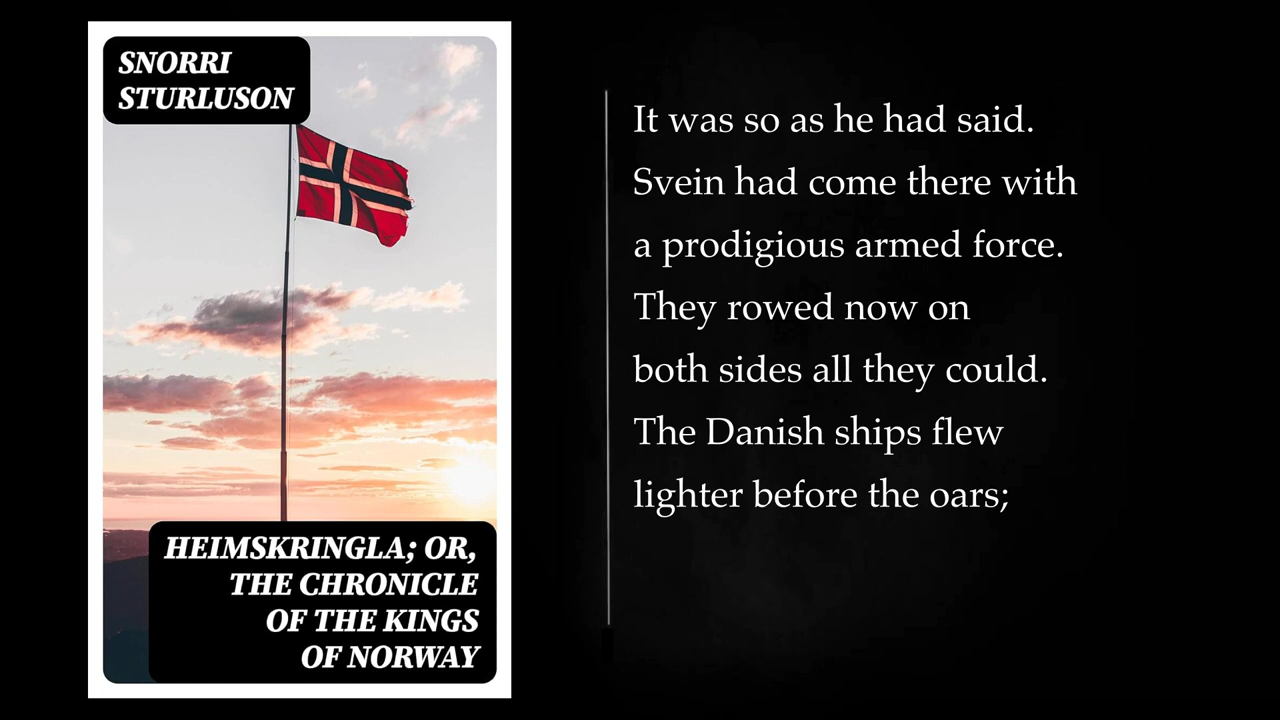 SNORRI
STURLUSON
HEIMSKRINGLA; OR,
THE CHRONICLE
OF THE KINGS
OF NORWAY
It was so as he had said.
Svein had come there with
a prodigious armed force.
They rowed now on
both sides all they could.
The Danish ships flew
lighter before the oars;